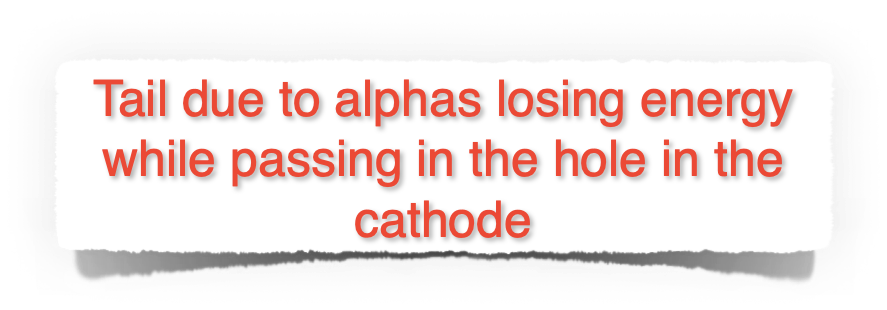 Tail due to alphas losing energy
while passing in the hole in the
cathode